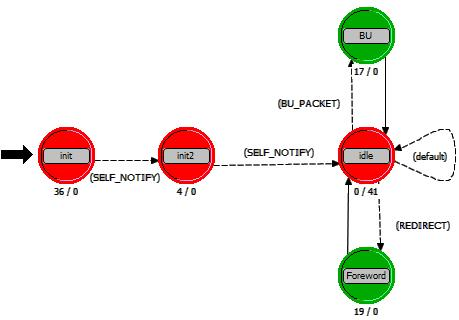 BU
17 / 0
(BU_PACKET)
init
init2
(SELF_NOTIFY)
idle
(default)
(SELF_NOTIFY)
36 / 0
4 / 0
0 / 41
(REDIRECT)
Foreword
19 / 0